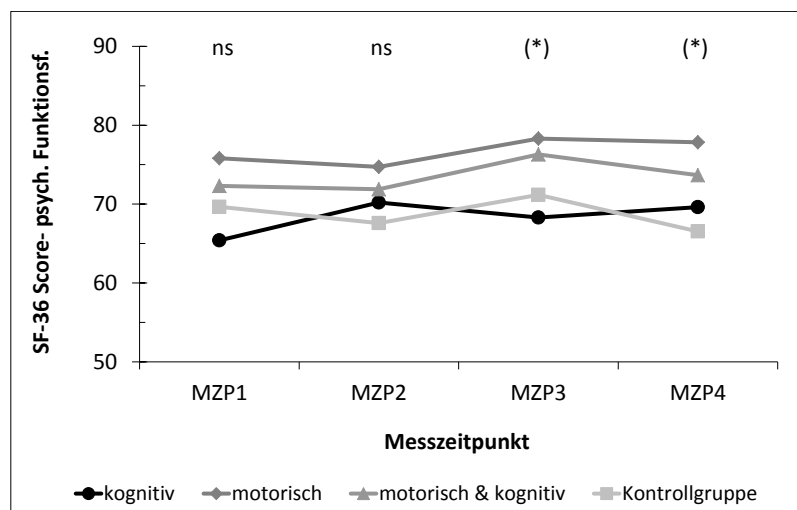 SF-36 Score- psych. Funktionsf.
90
80
70
60
50
ns ns (*) (*)
MZP1 MZP2 MZP3 MZP4
Messzeitpunkt
kognitiv motorisch motorisch & kognitiv Kontrollgruppe